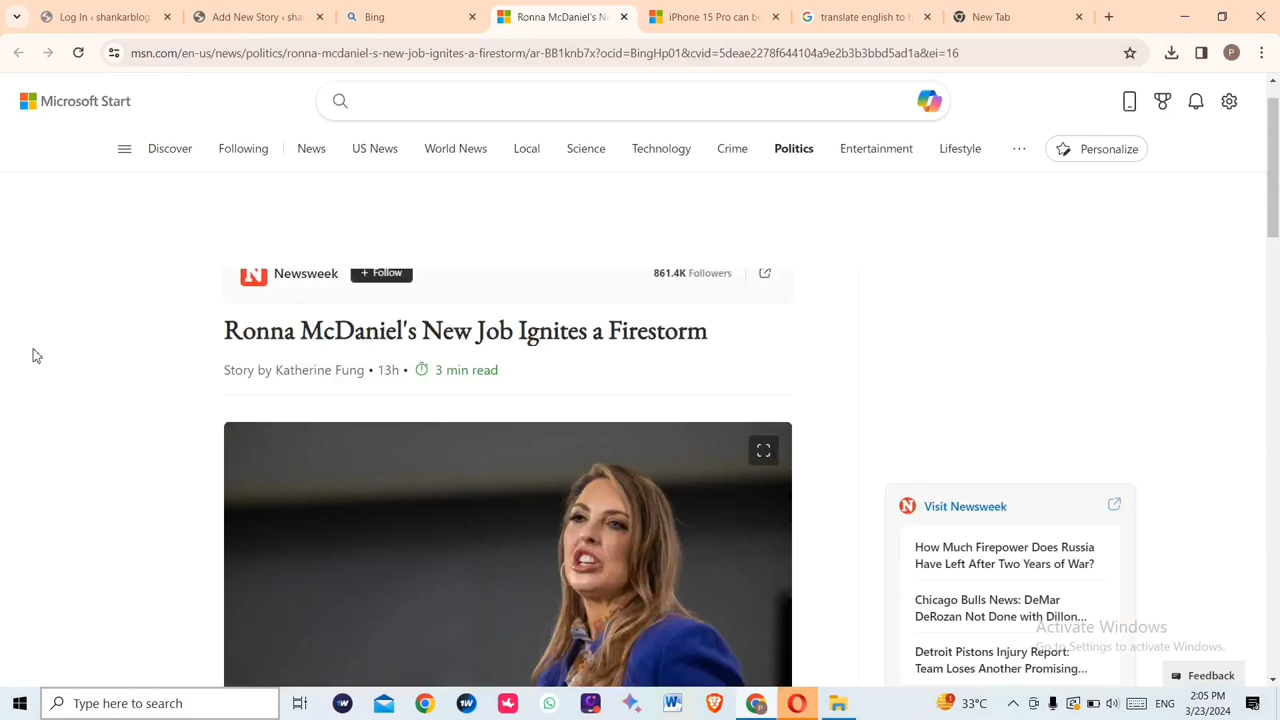 Log In ‹ shankarblog
Add New Story ‹ sha
Bing
Ronna McDaniel's Ne
iPhone 15 Pro can be
translate english to h
New Tab
msn.com/en-us/news/politics/ronna-mcdaniel-s-new-job-ignites-a-firestorm/ar-BB1knb7x?ocid=BingHp01&cvid=5deae2278f644104a9e2b3b3bbd5ad1a&ei=16
P
Microsoft Start
Discover Following News US News World News Local Science Technology Crime Politics Entertainment Lifestyle ... Personalize
N Newsweek + Follow 861.4K Followers
Ronna McDaniel's New Job Ignites a Firestorm
Story by Katherine Fung • 13h • 3 min read
N Visit Newsweek
How Much Firepower Does Russia
Have Left After Two Years of War?
Chicago Bulls News: DeMar
DeRozan Not Done with Dillon...
Detroit Pistons Injury Report:
Team Loses Another Promising...
Activate Windows
Go to Settings to activate Windows.
Feedback
Type here to search
33°C
ENG
2:05 PM
3/23/2024